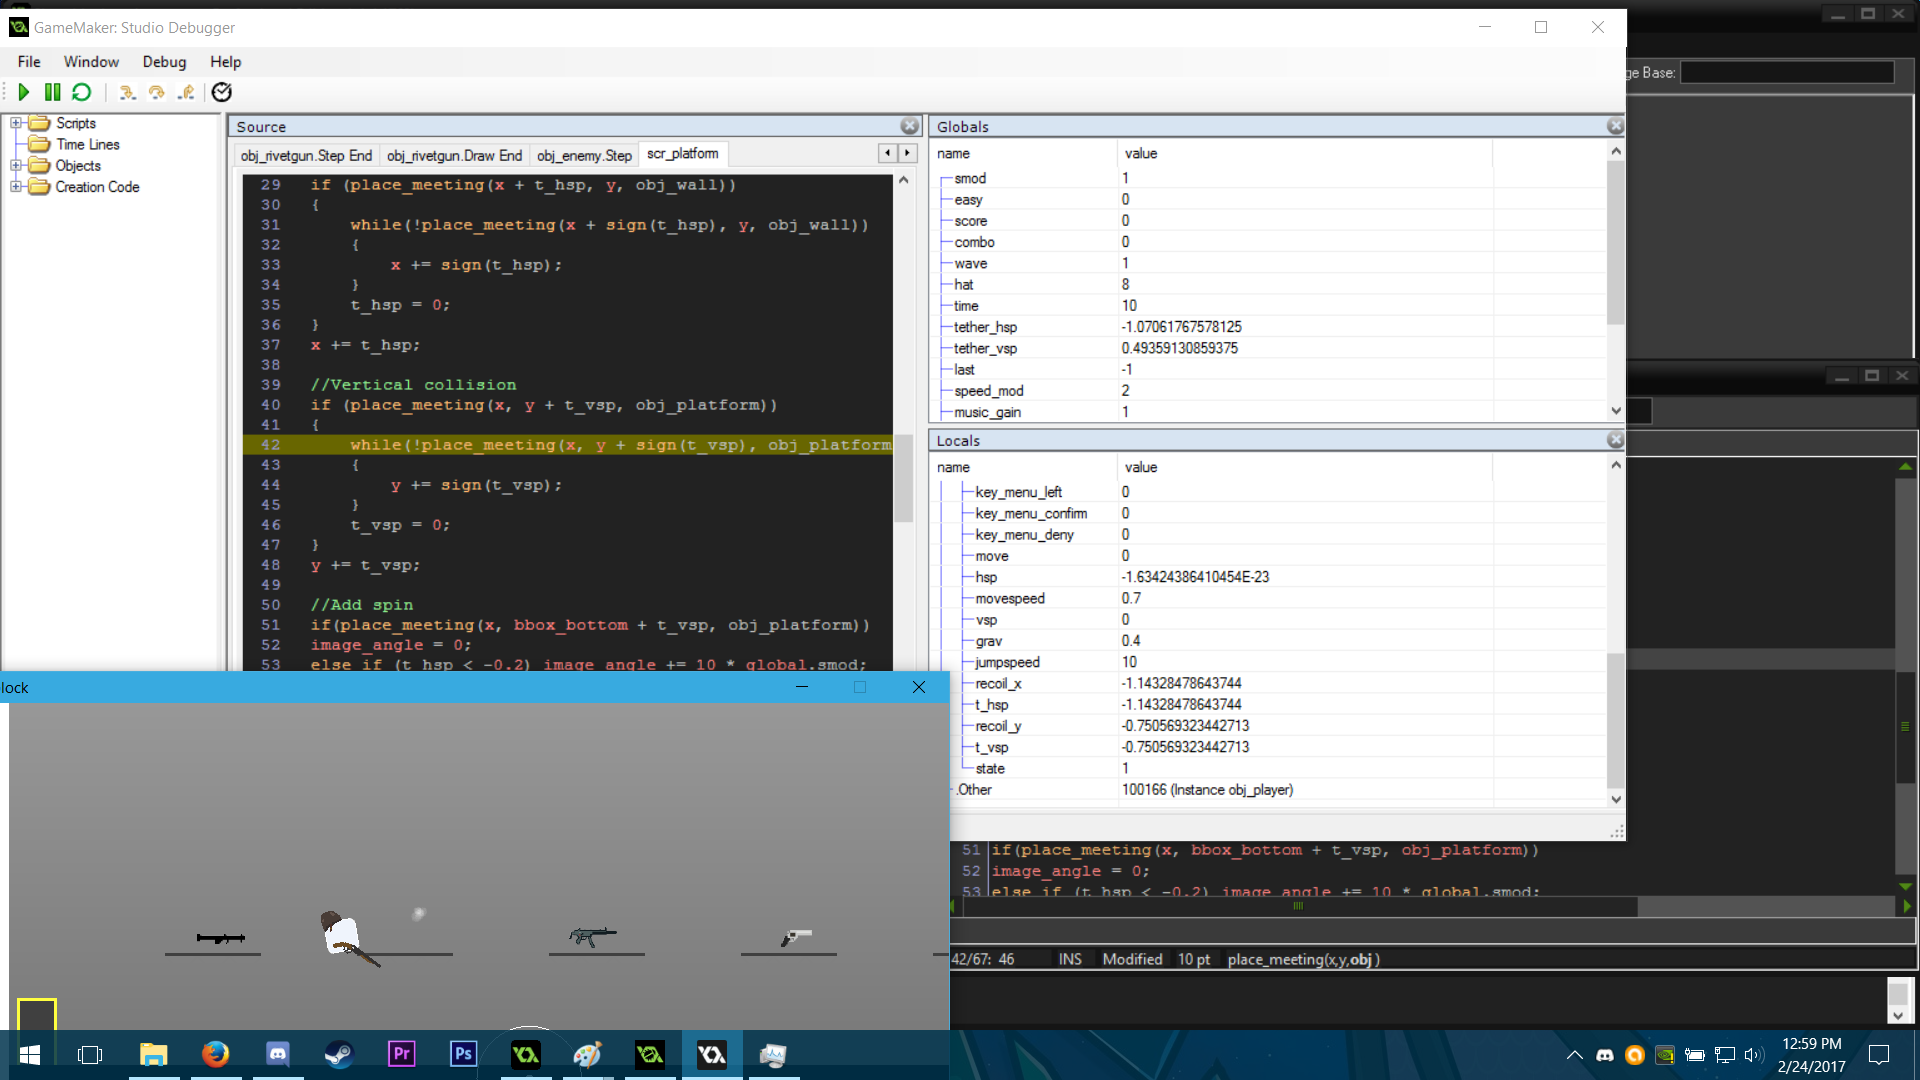 GameMaker: Studio Debugger
File Window Debug Help
ge Base:
Scripts
Time Lines
Objects
Creation Code
Source
obj_rivetgun.Step End obj_rivetgun.Draw End obj_enemy.Step scr_platform
29 if (place_meeting(x + t_hsp, y, obj_wall))
30 {
31 while(!place_meeting(x + sign(t_hsp), y, obj_wall))
32 {
33 x += sign(t_hsp);
34 }
35 t_hsp = 0;
36 }
37 x += t_hsp;
38
39 //Vertical collision
40 if (place_meeting(x, y + t_vsp, obj_platform))
41 {
42 while(!place_meeting(x, y + sign(t_vsp), obj_platform
43 {
44 y += sign(t_vsp);
45 }
46 t_vsp = 0;
47 }
48 y += t_vsp;
49
50 //Add spin
51 if(place_meeting(x, bbox_bottom + t_vsp, obj_platform))
52 image_angle = 0;
53 else if (t_hsp < -0.2) image_angle += 10 * global.smod;
Globals
name value
smod 1
easy 0
score 0
combo 0
wave 1
hat 8
time 10
tether_hsp -1.07061767578125
tether_vsp 0.49359130859375
last -1
speed_mod 2
music_gain 1
Locals
name value
key_menu_left 0
key_menu_confirm 0
key_menu_deny 0
move 0
hsp -1.63424386410454E-23
movespeed 0.7
vsp 0
grav 0.4
jumpspeed 10
recoil_x -1.14328478643744
t_hsp -1.14328478643744
recoil_y -0.750569323442713
t_vsp -0.750569323442713
state 1
.Other 100166 (Instance obj_player)
lock
51 if(place_meeting(x, bbox_bottom + t_vsp, obj_platform))
52 image_angle = 0;
53 else if (t_hsp < -0.2) image_angle += 10 * global.smod;
42/67: 46 INS Modified 10 pt place_meeting(x,y,obj )
Pr Ps
12:59 PM
2/24/2017